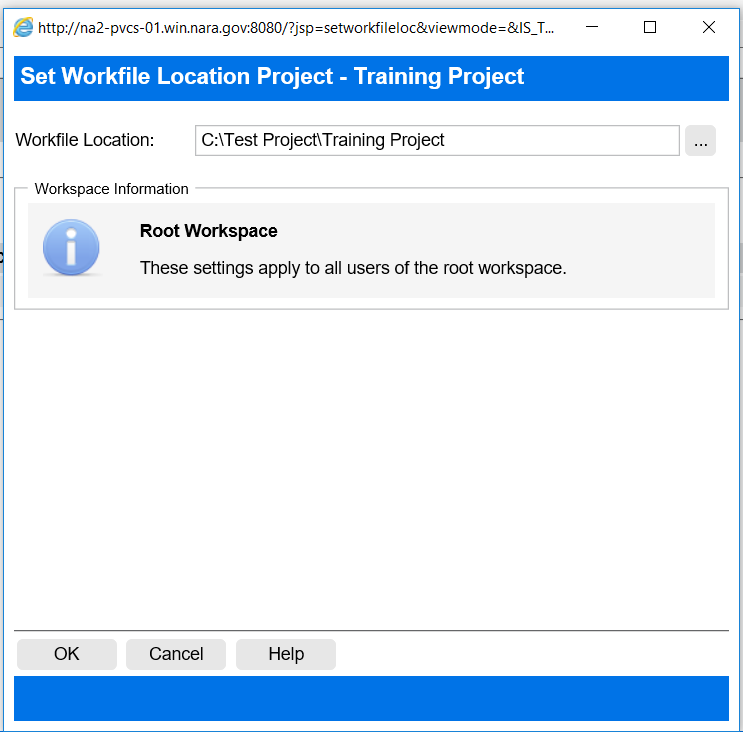 http://na2-pvcs-01.win.nara.gov:8080/?jsp=setworkfileloc&viewmode=&IS_T...
Set Workfile Location Project - Training Project
Workfile Location: C:\Test Project\Training Project ...
Workspace Information
Root Workspace
These settings apply to all users of the root workspace.
OK Cancel Help